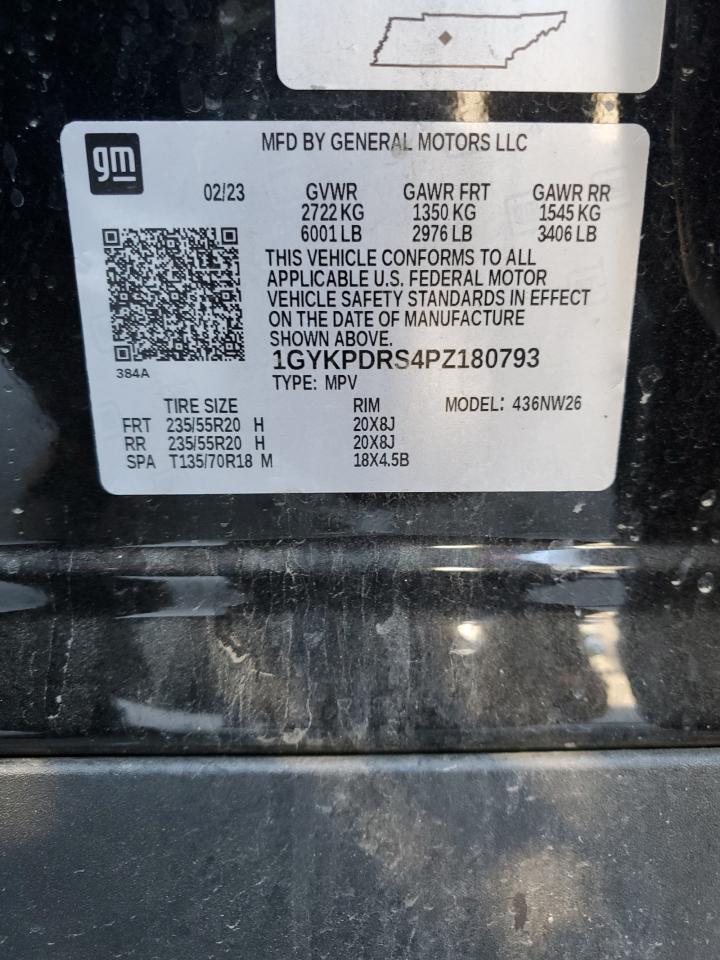 gm
MFD BY GENERAL MOTORS LLC
02/23 GVWR GAWR FRT GAWR RR
2722 KG 1350 KG 1545 KG
6001 LB 2976 LB 3406 LB
THIS VEHICLE CONFORMS TO ALL
APPLICABLE U.S. FEDERAL MOTOR
VEHICLE SAFETY STANDARDS IN EFFECT
ON THE DATE OF MANUFACTURE
SHOWN ABOVE.
1GYKPDRS4PZ180793
384A
TYPE: MPV
TIRE SIZE RIM MODEL: 436NW26
FRT 235/55R20 H 20X8J
RR 235/55R20 H 20X8J
SPA T135/70R18 M 18X4.5B